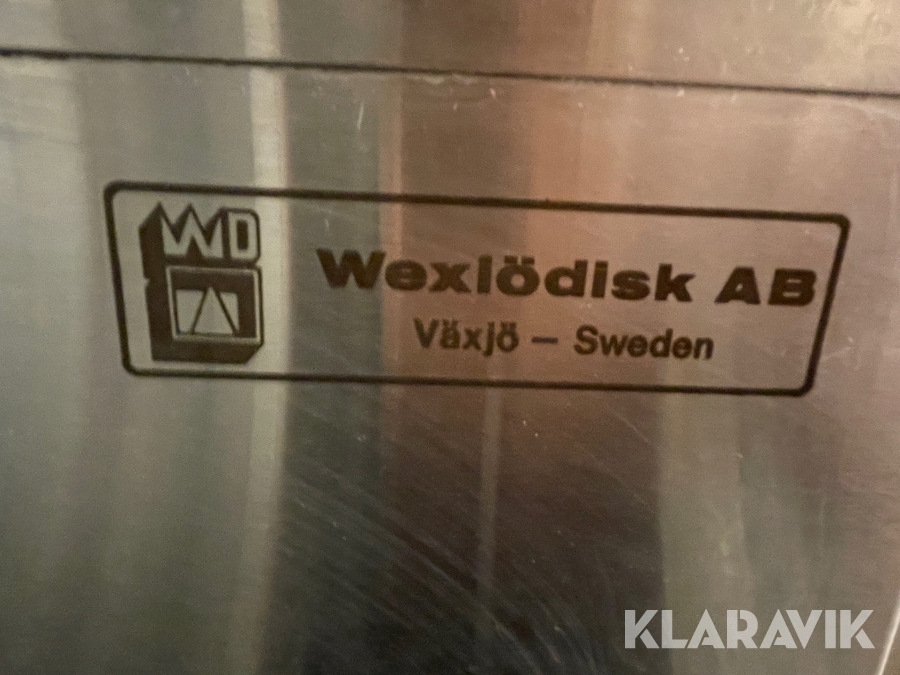 WD
Wexlödisk AB
Växjö – Sweden
KLARAVIK